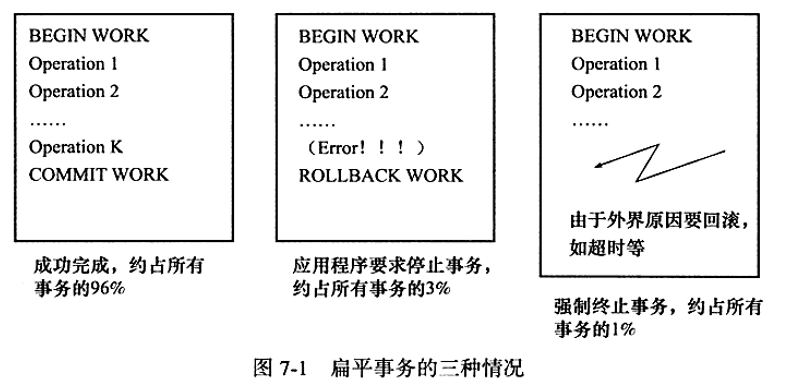 BEGIN WORK
Operation 1
Operation 2
……
Operation K
COMMIT WORK
成功完成，约占所有
事务的96%
BEGIN WORK
Operation 1
Operation 2
……
（Error！！！）
ROLLBACK WORK
应用程序要求停止事务，
约占所有事务的3%
BEGIN WORK
Operation 1
Operation 2
……
由于外界原因要回滚，
如超时等
强制终止事务，约占所有
事务的1%
图 7-1 扁平事务的三种情况